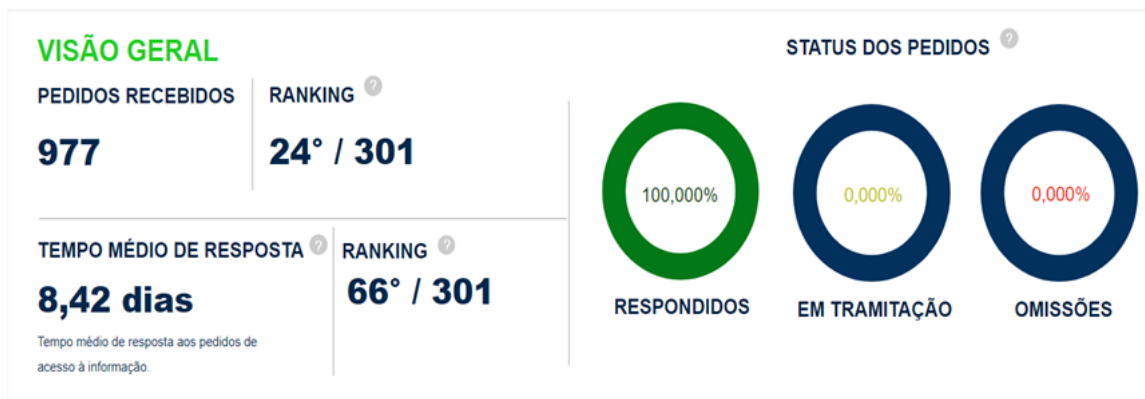 VISÃO GERAL
PEDIDOS RECEBIDOS
977
RANKING ?
24° / 301
TEMPO MÉDIO DE RESPOSTA ?
8,42 dias
Tempo médio de resposta aos pedidos de
acesso à informação.
RANKING ?
66° / 301
STATUS DOS PEDIDOS ?
100,000%
RESPONDIDOS
0,000%
EM TRAMITAÇÃO
0,000%
OMISSÕES